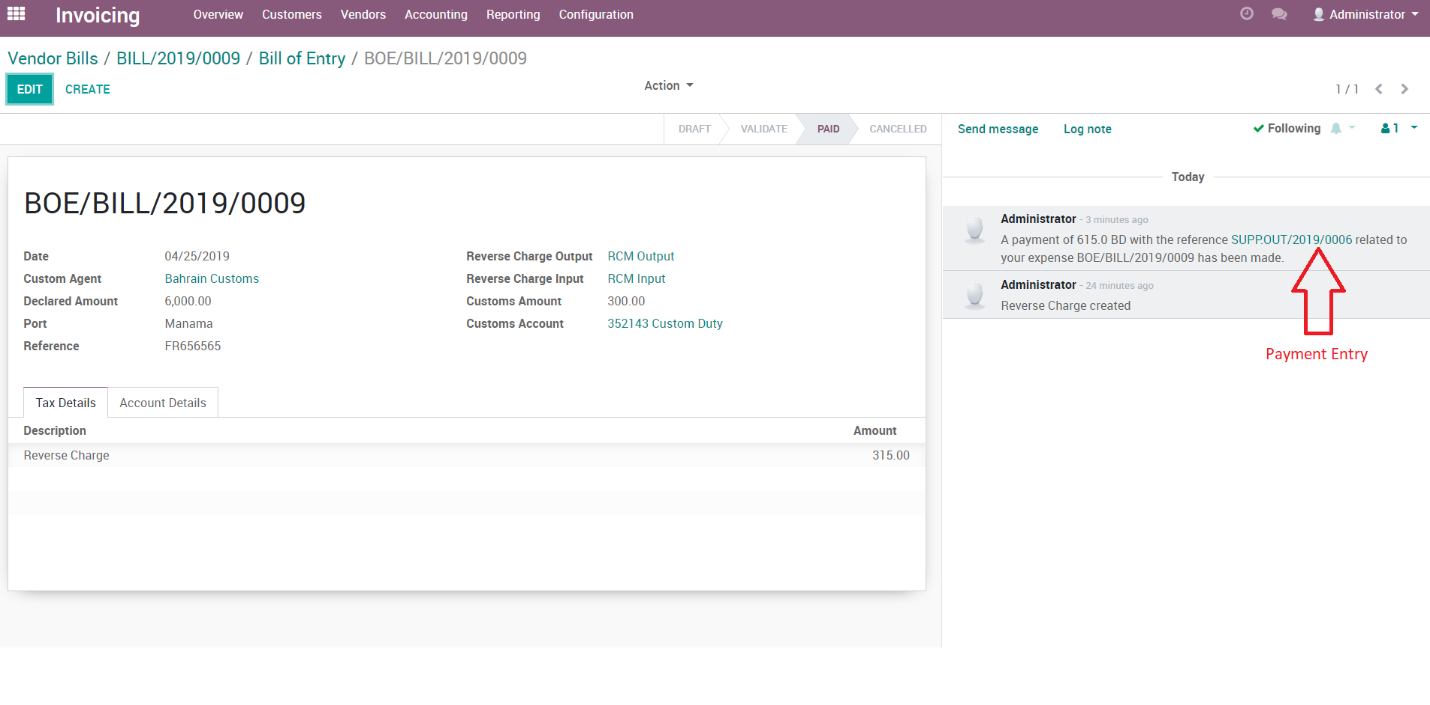 Invoicing Overview Customers Vendors Accounting Reporting Configuration Administrator
Vendor Bills / BILL/2019/0009 / Bill of Entry / BOE/BILL/2019/0009
EDIT CREATE Action 1 / 1
DRAFT VALIDATE PAID CANCELLED
Send message Log note Following 1
BOE/BILL/2019/0009
Date 04/25/2019 Reverse Charge Output RCM Output
Custom Agent Bahrain Customs Reverse Charge Input RCM Input
Declared Amount 6,000.00 Customs Amount 300.00
Port Manama Customs Account 352143 Custom Duty
Reference FR656565
Tax Details Account Details
Description Amount
Reverse Charge 315.00
Today
Administrator - 3 minutes ago
A payment of 615.0 BD with the reference SUPP.OUT/2019/0006 related to
your expense BOE/BILL/2019/0009 has been made.
Administrator - 24 minutes ago
Reverse Charge created
Payment Entry